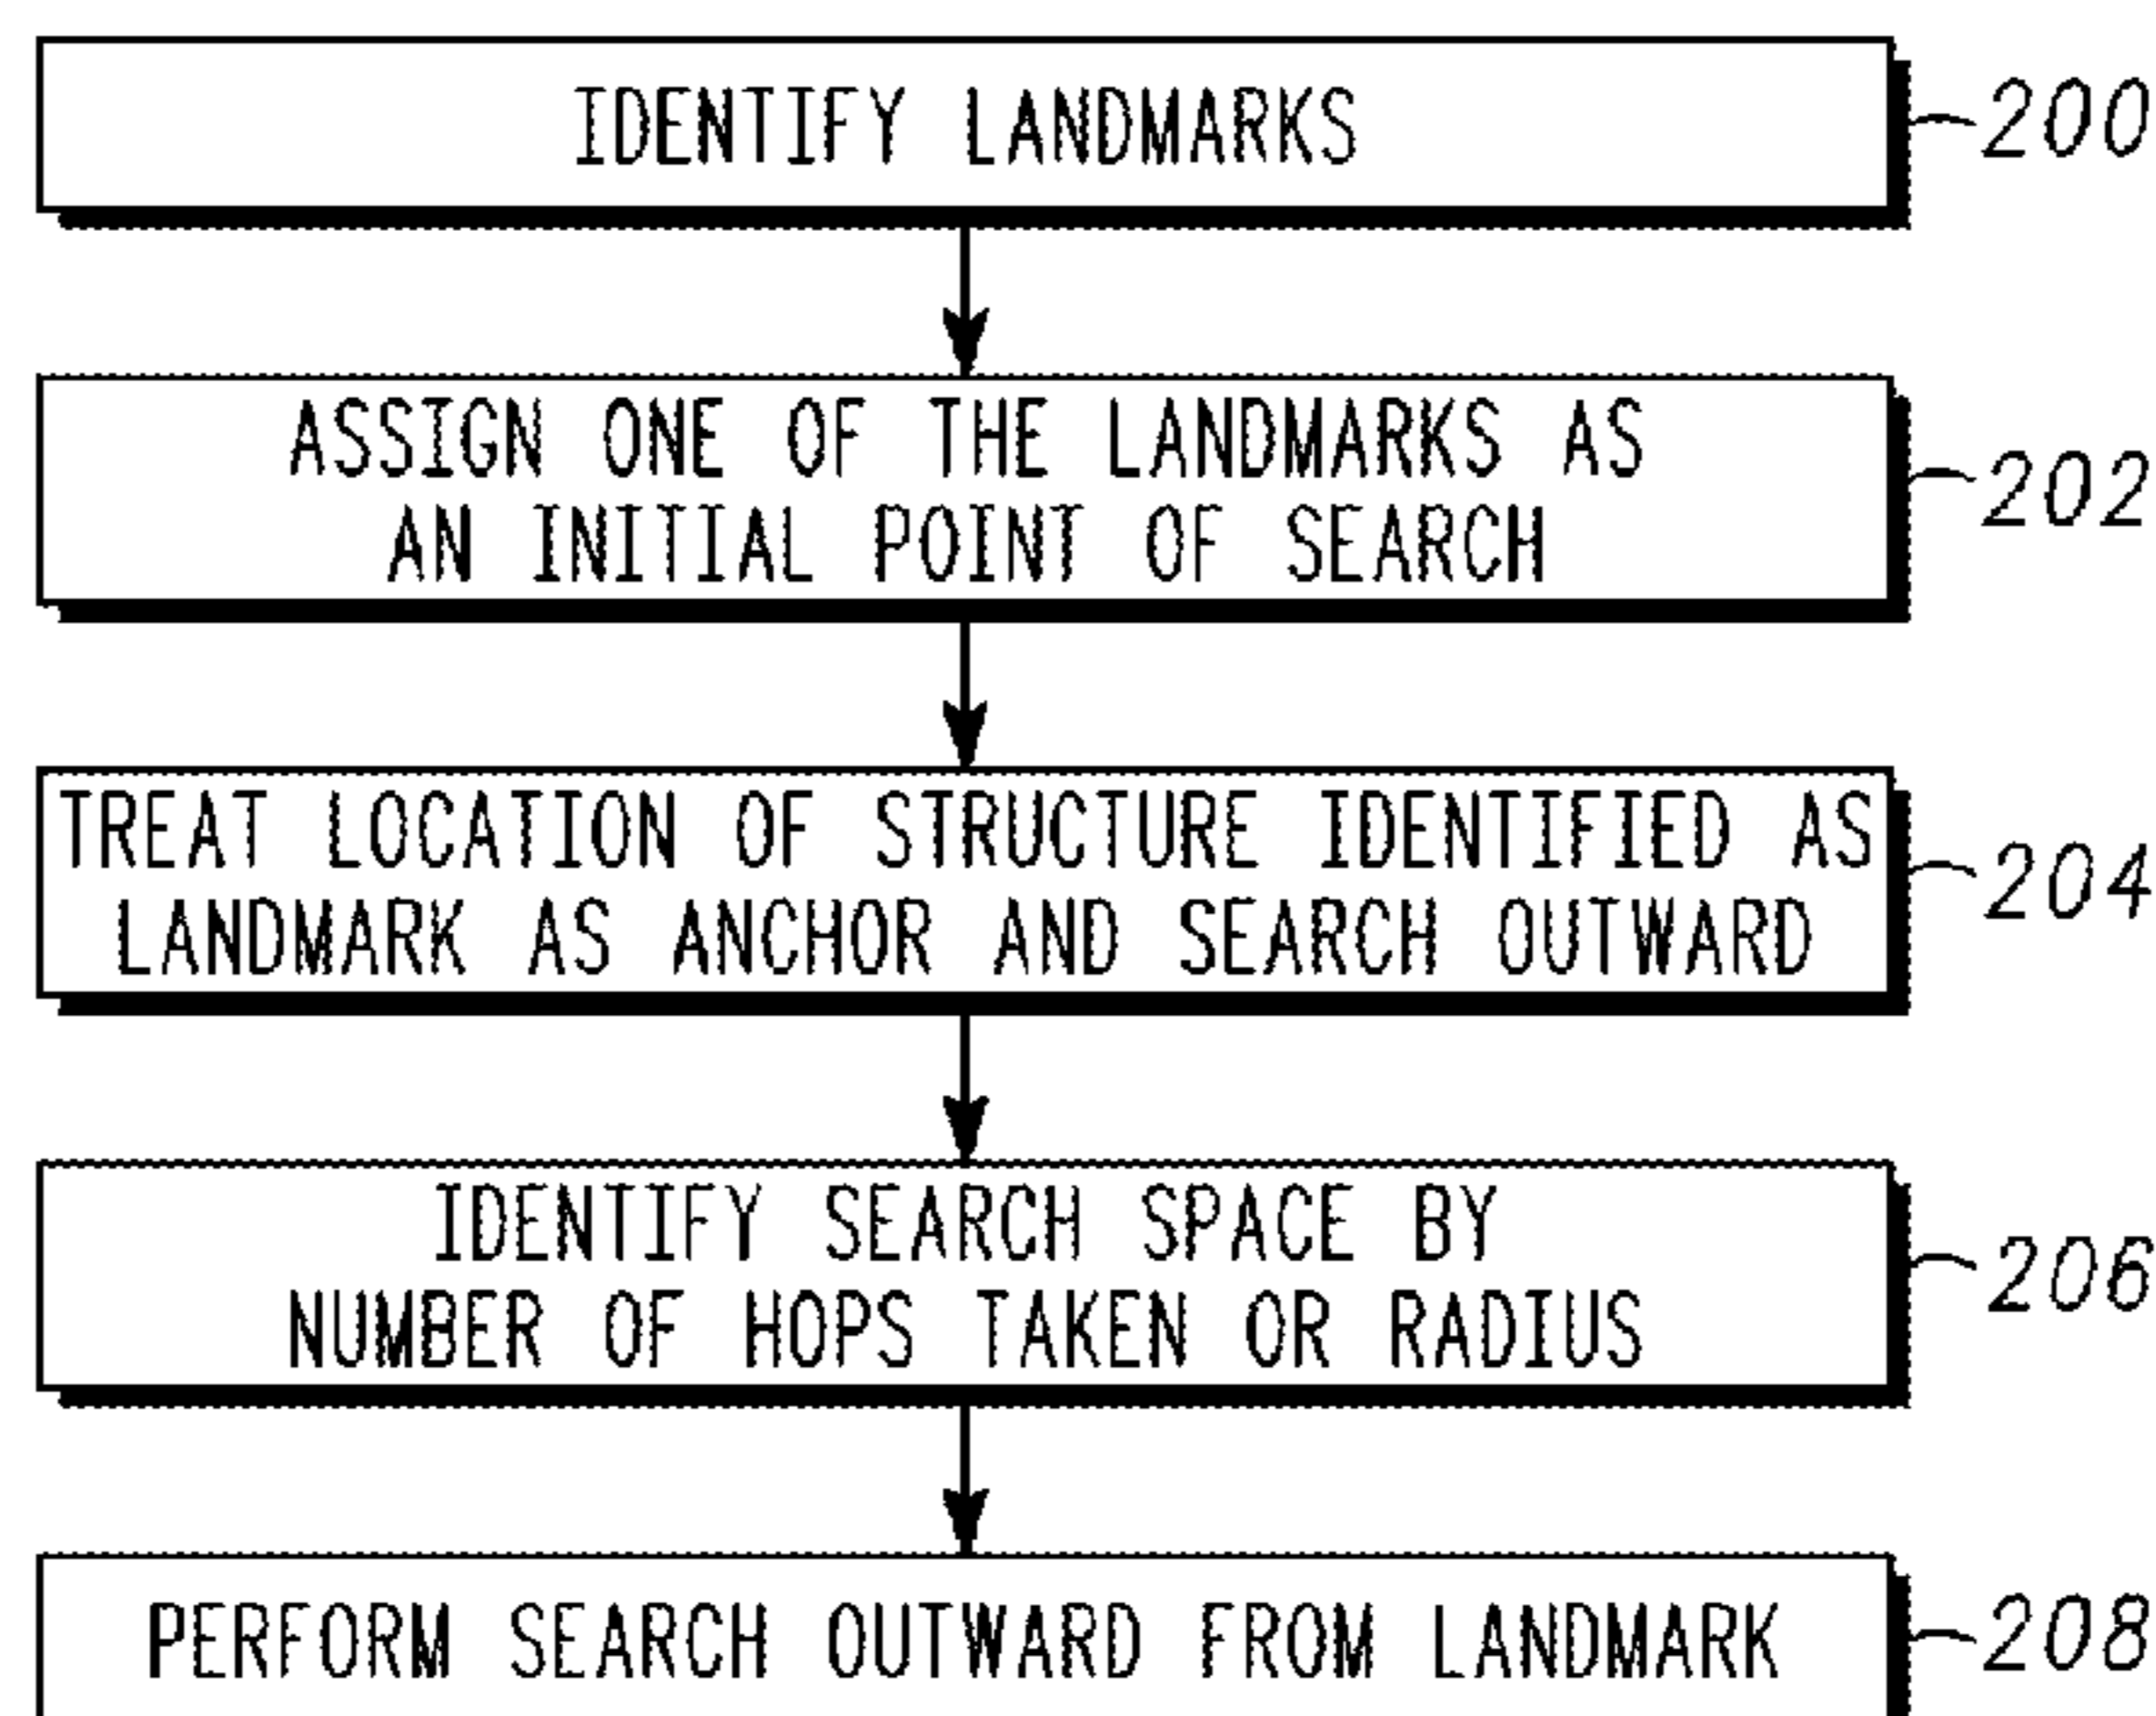 IDENTIFY LANDMARKS
200
ASSIGN ONE OF THE LANDMARKS AS
AN INITIAL POINT OF SEARCH
202
TREAT LOCATION OF STRUCTURE IDENTIFIED AS
LANDMARK AS ANCHOR AND SEARCH OUTWARD
204
IDENTIFY SEARCH SPACE BY
NUMBER OF HOPS TAKEN OR RADIUS
206
PERFORM SEARCH OUTWARD FROM LANDMARK
208